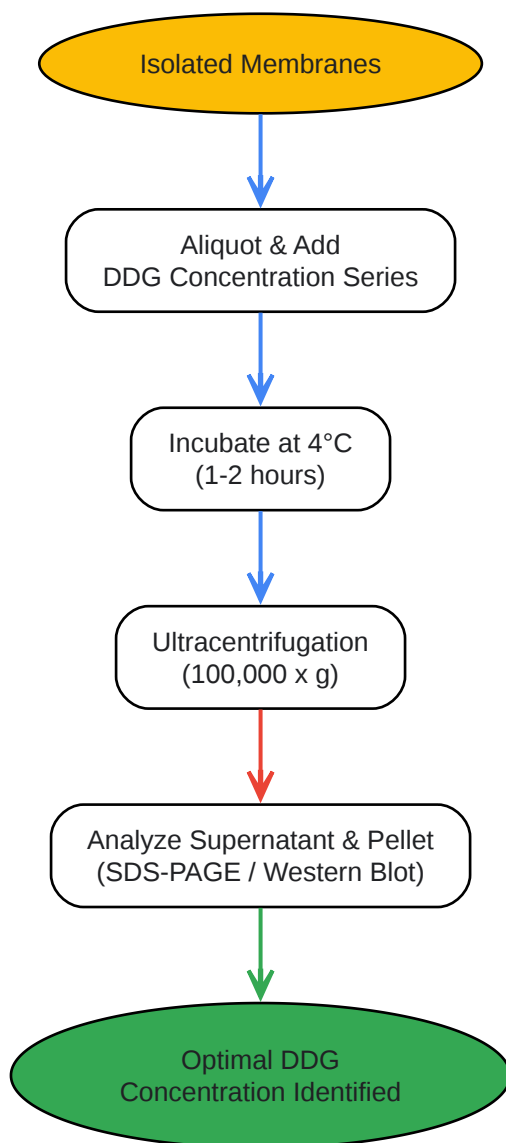 Isolated Membranes
Aliquot & Add
DDG Concentration Series
Incubate at 4°C
(1-2 hours)
Ultracentrifugation
(100,000 x g)
Analyze Supernatant & Pellet
(SDS-PAGE / Western Blot)
Optimal DDG
Concentration Identified